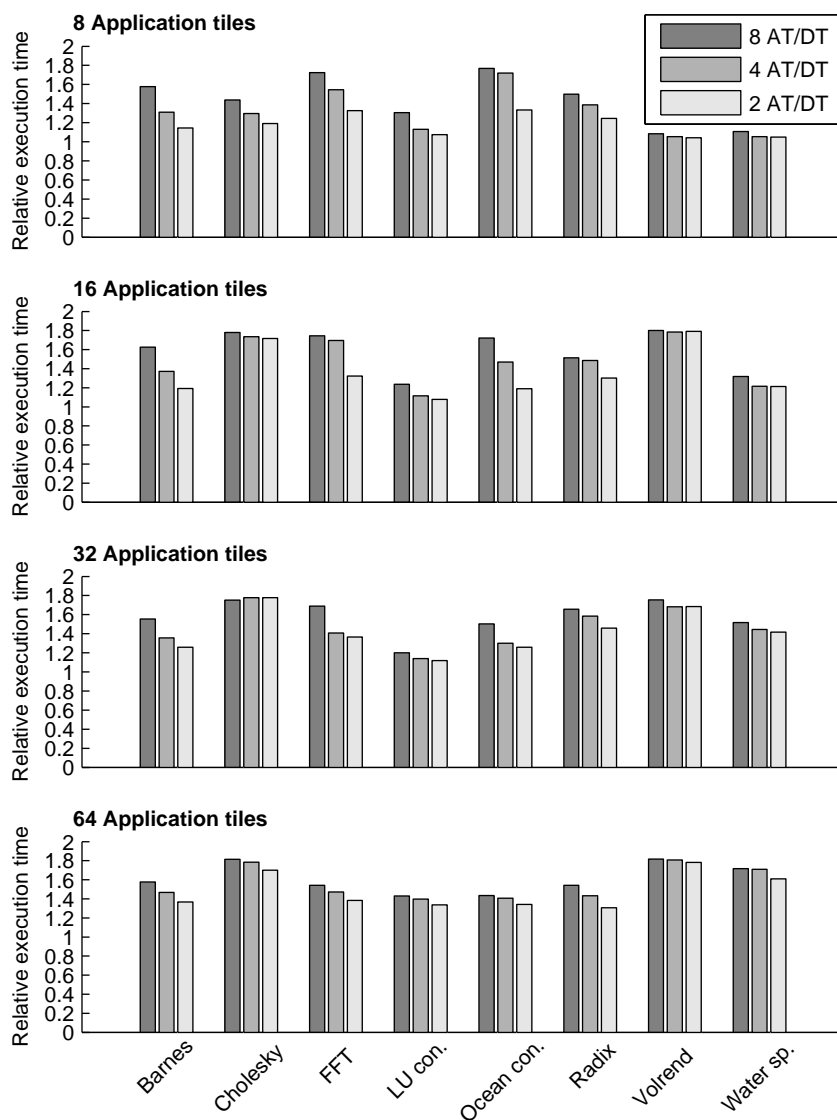 8 Application tiles
8 AT/DT
4 AT/DT
2 AT/DT
Relative execution time
2
1.8
1.6
1.4
1.2
1
0.8
0.6
0.4
0.2
0
16 Application tiles
Relative execution time
2
1.8
1.6
1.4
1.2
1
0.8
0.6
0.4
0.2
0
32 Application tiles
Relative execution time
2
1.8
1.6
1.4
1.2
1
0.8
0.6
0.4
0.2
0
64 Application tiles
Relative execution time
2
1.8
1.6
1.4
1.2
1
0.8
0.6
0.4
0.2
0
Barnes
Cholesky
FFT
LU con.
Ocean con.
Radix
Volrend
Water sp.